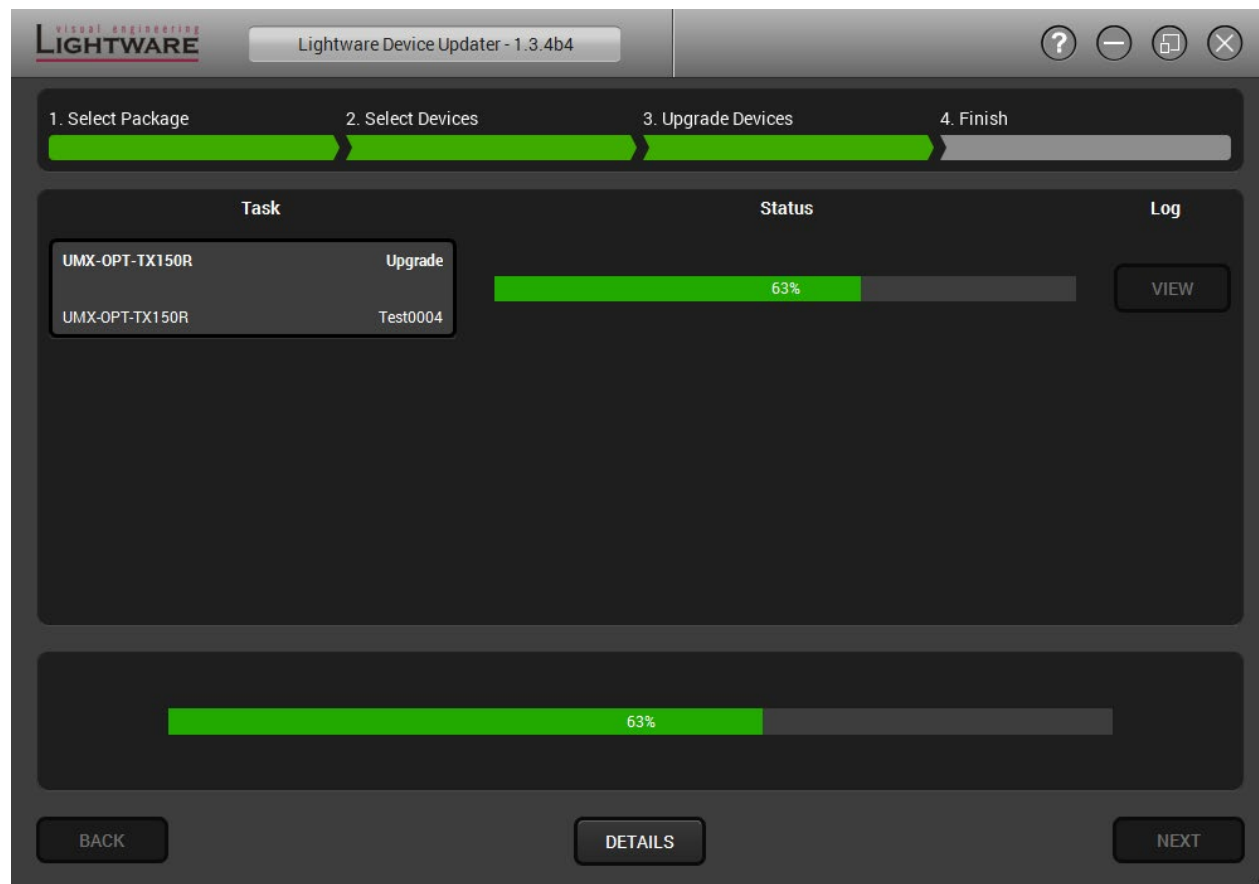 visual engineering
LIGHTWARE
Lightware Device Updater - 1.3.4b4
?
1. Select Package 2. Select Devices 3. Upgrade Devices 4. Finish
Task Status Log
UMX-OPT-TX150R Upgrade
63%
VIEW
UMX-OPT-TX150R Test0004
63%
BACK DETAILS NEXT